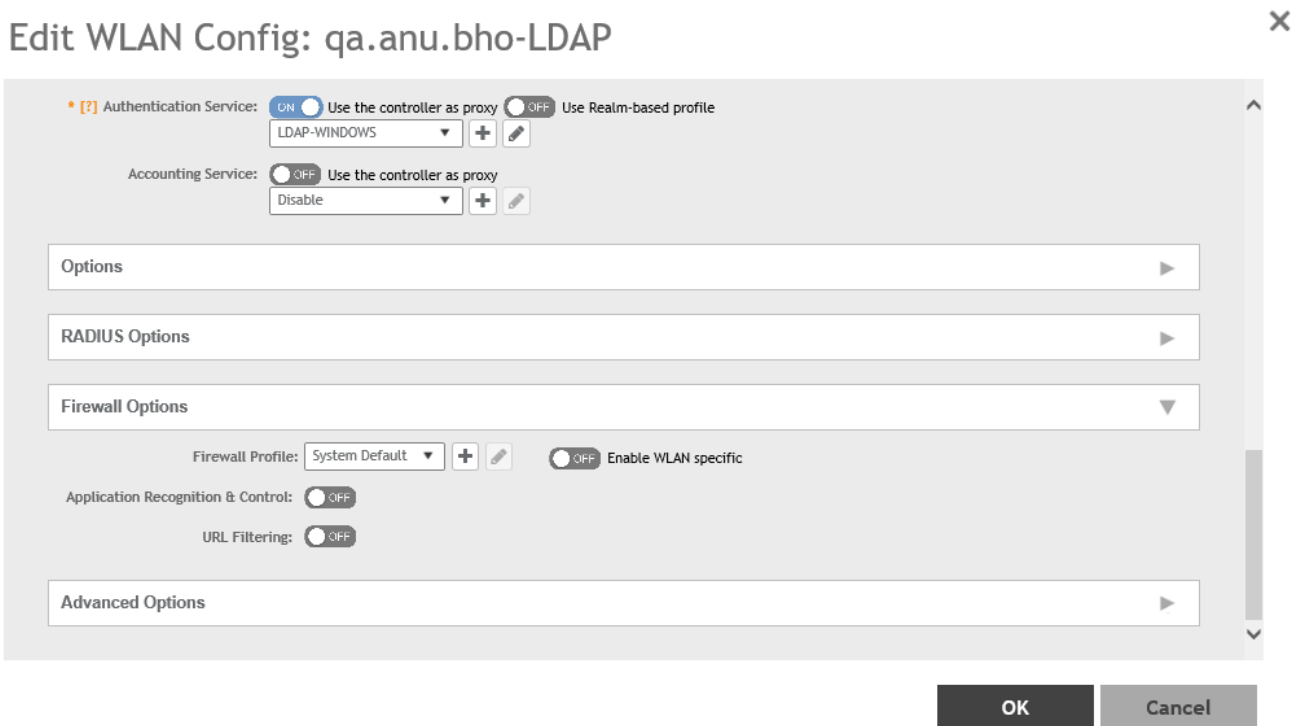 Edit WLAN Config: qa.anu.bho-LDAP
* [?] Authentication Service: ON Use the controller as proxy OFF Use Realm-based profile
LDAP-WINDOWS
Accounting Service: OFF Use the controller as proxy
Disable
Options
RADIUS Options
Firewall Options
Firewall Profile: System Default OFF Enable WLAN specific
Application Recognition & Control: OFF
URL Filtering: OFF
Advanced Options
OK Cancel